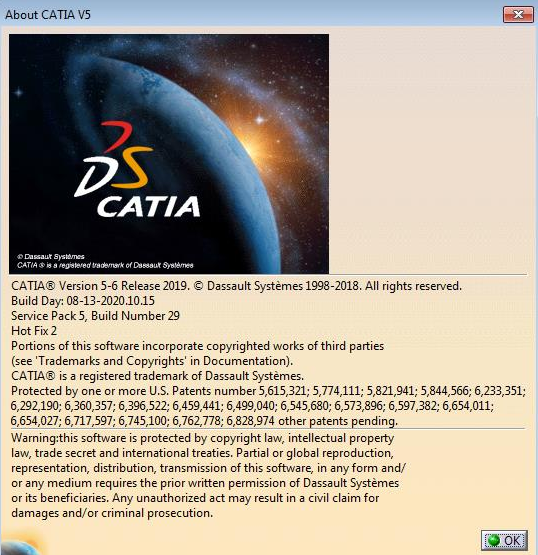 About CATIA V5
DS
CATIA
© Dassault Systèmes
CATIA ® is a registered trademark of Dassault Systèmes
CATIA® Version 5-6 Release 2019. © Dassault Systèmes 1998-2018. All rights reserved.
Build Day: 08-13-2020.10.15
Service Pack 5, Build Number 29
Hot Fix 2
Portions of this software incorporate copyrighted works of third parties
(see 'Trademarks and Copyrights' in Documentation).
CATIA® is a registered trademark of Dassault Systèmes.
Protected by one or more U.S. Patents number 5,615,321; 5,774,111; 5,821,941; 5,844,566; 6,233,351;
6,292,190; 6,360,357; 6,396,522; 6,459,441; 6,499,040; 6,545,680; 6,573,896; 6,597,382; 6,654,011;
6,654,027; 6,717,597; 6,745,100; 6,762,778; 6,828,974 other patents pending.
Warning:this software is protected by copyright law, intellectual property
law, trade secret and international treaties. Partial or global reproduction,
representation, distribution, transmission of this software, in any form and/
or any medium requires the prior written permission of Dassault Systèmes
or its beneficiaries. Any unauthorized act may result in a civil claim for
damages and/or criminal prosecution.
OK